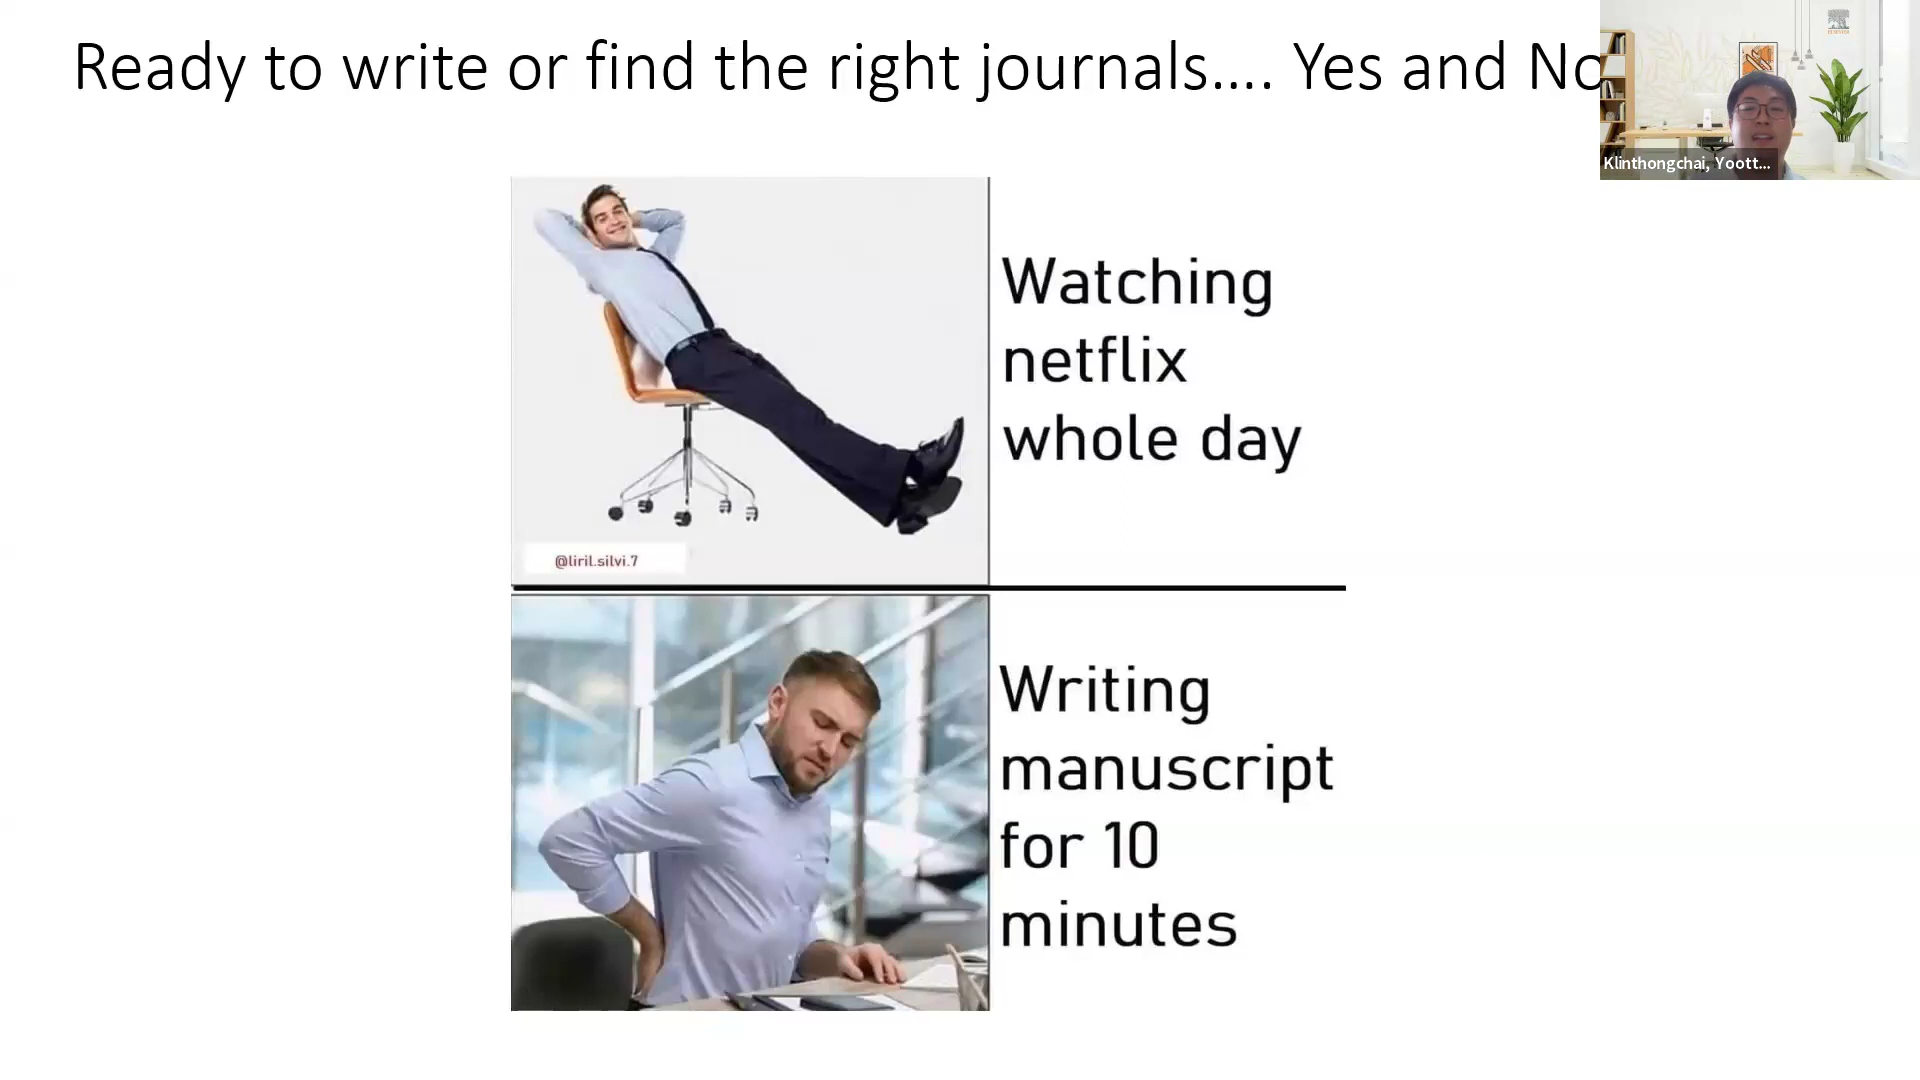 Ready to write or find the right journals.... Yes and No
Klinthongchai, Yoott...
Watching
netflix
whole day
@liril.silvi.7
Writing
manuscript
for 10
minutes